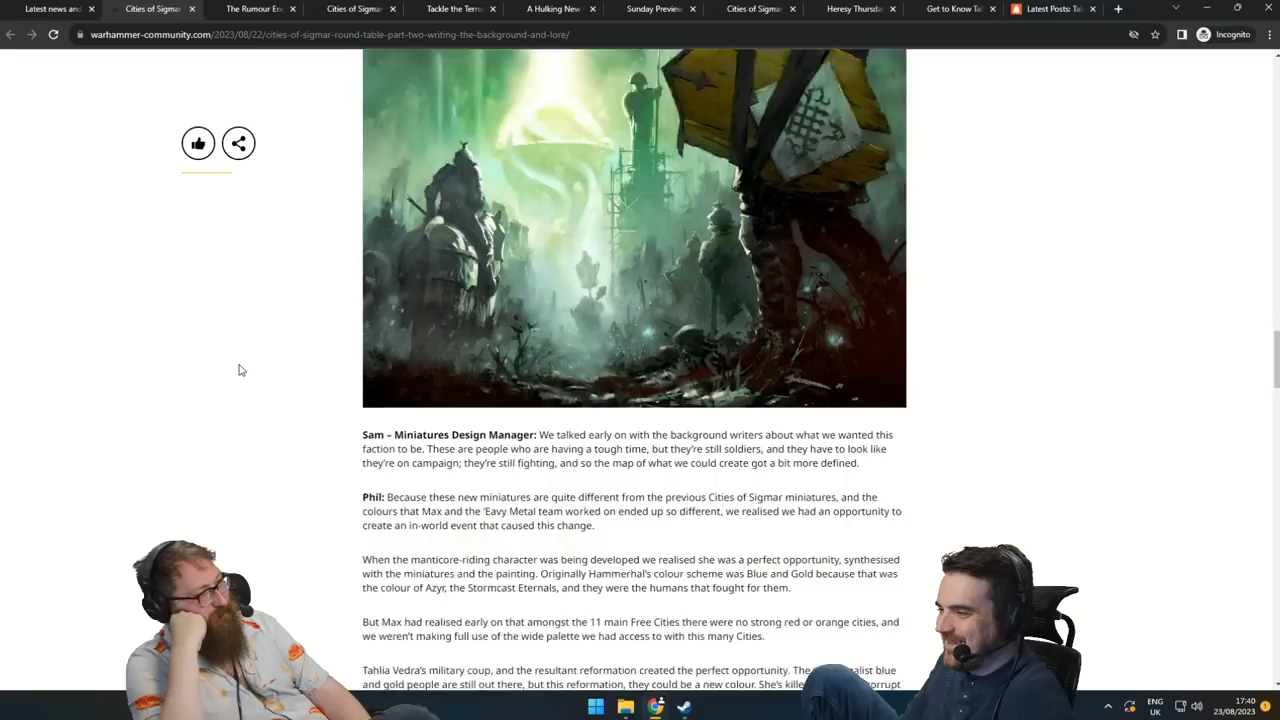 Latest news and
Cities of Sigmar
The Rumour En
Cities of Sigmar
Tackle the Terro
A Hulking New
Sunday Preview
Cities of Sigmar
Heresy Thursda
Get to Know Tal
Latest Posts: Tal
warhammer-community.com/2023/08/22/cities-of-sigmar-round-table-part-two-writing-the-background-and-lore/
Incognito
Sam – Miniatures Design Manager: We talked early on with the background writers about what we wanted this
faction to be. These are people who are having a tough time, but they're still soldiers, and they have to look like
they're on campaign; they're still fighting, and so the map of what we could create got a bit more defined.
Phil: Because these new miniatures are quite different from the previous Cities of Sigmar miniatures, and the
colours that Max and the 'Eavy Metal team worked on ended up so different, we realised we had an opportunity to
create an in-world event that caused this change.
When the manticore-riding character was being developed we realised she was a perfect opportunity, synthesised
with the miniatures and the painting. Originally Hammerhal's colour scheme was Blue and Gold because that was
the colour of Azyr, the Stormcast Eternals, and they were the humans that fought for them.
But Max had realised early on that amongst the 11 main Free Cities there were no strong red or orange cities, and
we weren't making full use of the wide palette we had access to with this many Cities.
Tahlia Vedra's military coup, and the resultant reformation created the perfect opportunity. The alist blue
and gold people are still out there, but this reformation, they could be a new colour. She's kille orrupt
ENG
UK
17:40
23/08/2023